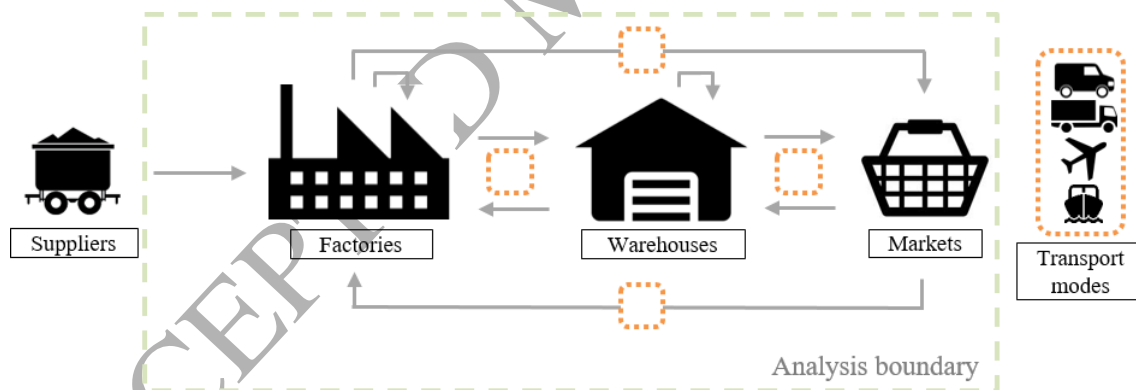 Suppliers
Factories
Warehouses
Markets
Transport
modes
Analysis boundary